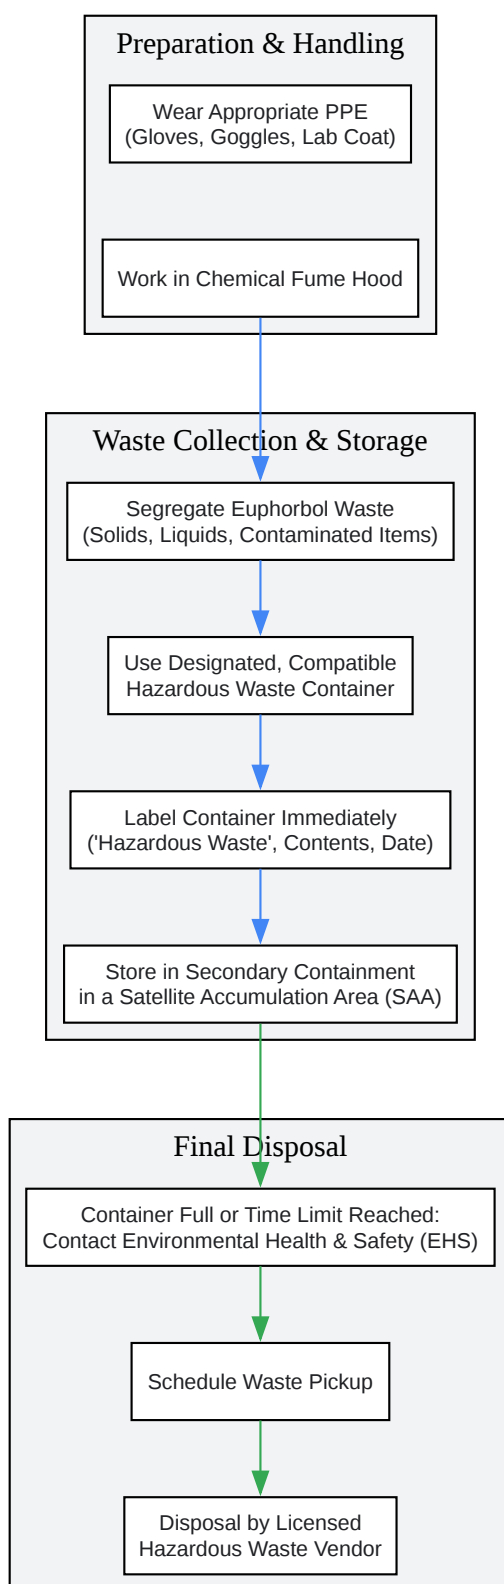 Preparation & Handling
Wear Appropriate PPE
(Gloves, Goggles, Lab Coat)
Work in Chemical Fume Hood
Waste Collection & Storage
Segregate Euphorbol Waste
(Solids, Liquids, Contaminated Items)
Use Designated, Compatible
Hazardous Waste Container
Label Container Immediately
('Hazardous Waste', Contents, Date)
Store in Secondary Containment
in a Satellite Accumulation Area (SAA)
Final Disposal
Container Full or Time Limit Reached:
Contact Environmental Health & Safety (EHS)
Schedule Waste Pickup
Disposal by Licensed
Hazardous Waste Vendor